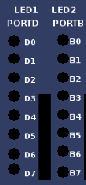 LED1 LED2
PORTD PORTB
D0 B0
D1 B1
D2 B2
D3 B3
D4 B4
D5 B5
D6 B6
D7 B7